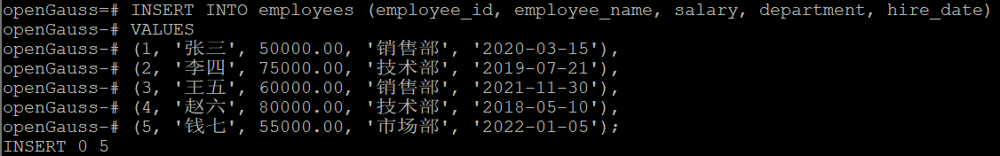 openGauss=# INSERT INTO employees (employee_id, employee_name, salary, department, hire_date)
openGauss-# VALUES
openGauss-# (1, '张三', 50000.00, '销售部', '2020-03-15'),
openGauss-# (2, '李四', 75000.00, '技术部', '2019-07-21'),
openGauss-# (3, '王五', 60000.00, '销售部', '2021-11-30'),
openGauss-# (4, '赵六', 80000.00, '技术部', '2018-05-10'),
openGauss-# (5, '钱七', 55000.00, '市场部', '2022-01-05');
INSERT 0 5